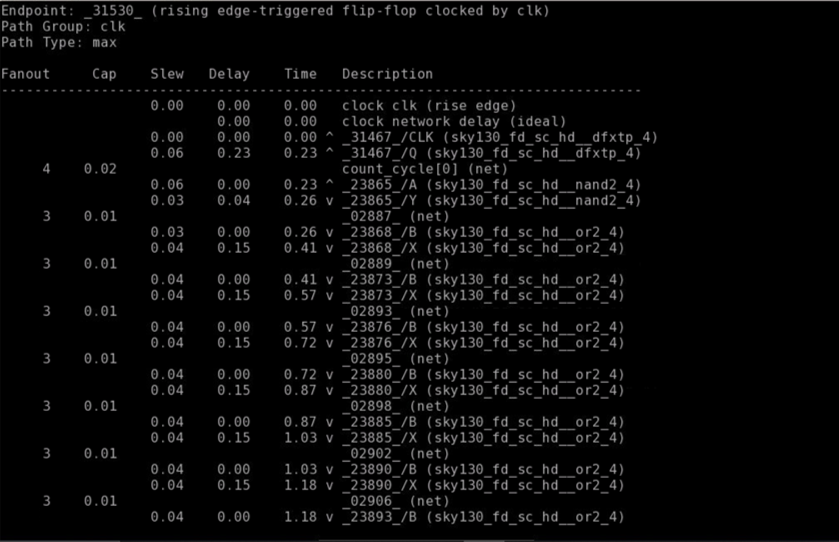 Endpoint: _31530_ (rising edge-triggered flip-flop clocked by clk)
Path Group: clk
Path Type: max
Fanout     Cap    Slew   Delay    Time   Description
-----------------------------------------------------------------------------
                  0.00    0.00    0.00   clock clk (rise edge)
                          0.00    0.00   clock network delay (ideal)
                  0.00    0.00    0.00 ^ _31467_/CLK (sky130_fd_sc_hd__dfxtp_4)
                  0.06    0.23    0.23 ^ _31467_/Q (sky130_fd_sc_hd__dfxtp_4)
     4    0.02                           count_cycle[0] (net)
                  0.06    0.00    0.23 ^ _23865_/A (sky130_fd_sc_hd__nand2_4)
                  0.03    0.04    0.26 v _23865_/Y (sky130_fd_sc_hd__nand2_4)
     3    0.01                           _02887_ (net)
                  0.03    0.00    0.26 v _23868_/B (sky130_fd_sc_hd__or2_4)
                  0.04    0.15    0.41 v _23868_/X (sky130_fd_sc_hd__or2_4)
     3    0.01                           _02889_ (net)
                  0.04    0.00    0.41 v _23873_/B (sky130_fd_sc_hd__or2_4)
                  0.04    0.15    0.57 v _23873_/X (sky130_fd_sc_hd__or2_4)
     3    0.01                           _02893_ (net)
                  0.04    0.00    0.57 v _23876_/B (sky130_fd_sc_hd__or2_4)
                  0.04    0.15    0.72 v _23876_/X (sky130_fd_sc_hd__or2_4)
     3    0.01                           _02895_ (net)
                  0.04    0.00    0.72 v _23880_/B (sky130_fd_sc_hd__or2_4)
                  0.04    0.15    0.87 v _23880_/X (sky130_fd_sc_hd__or2_4)
     3    0.01                           _02898_ (net)
                  0.04    0.00    0.87 v _23885_/B (sky130_fd_sc_hd__or2_4)
                  0.04    0.15    1.03 v _23885_/X (sky130_fd_sc_hd__or2_4)
     3    0.01                           _02902_ (net)
                  0.04    0.00    1.03 v _23890_/B (sky130_fd_sc_hd__or2_4)
                  0.04    0.15    1.18 v _23890_/X (sky130_fd_sc_hd__or2_4)
     3    0.01                           _02906_ (net)
                  0.04    0.00    1.18 v _23893_/B (sky130_fd_sc_hd__or2_4)